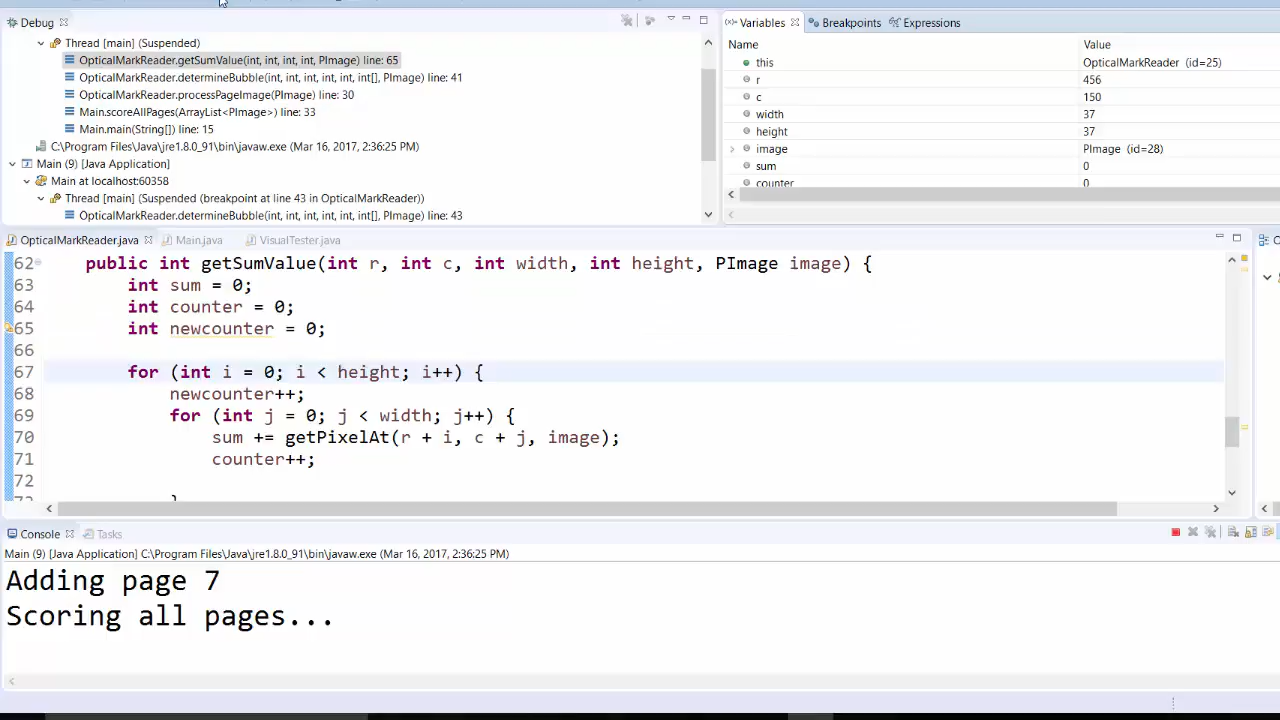 Debug
Thread [main] (Suspended)
OpticalMarkReader.getSumValue(int, int, int, int, PImage) line: 65
OpticalMarkReader.determineBubble(int, int, int, int, int[], PImage) line: 41
OpticalMarkReader.processPageImage(PImage) line: 30
Main.scoreAllPages(ArrayList<PImage>) line: 33
Main.main(String[]) line: 15
C:\Program Files\Java\jre1.8.0_91\bin\javaw.exe (Mar 16, 2017, 2:36:25 PM)
Main (9) [Java Application]
Main at localhost:60358
Thread [main] (Suspended (breakpoint at line 43 in OpticalMarkReader))
OpticalMarkReader.determineBubble(int, int, int, int, int[], PImage) line: 43
Variables Breakpoints Expressions
Name Value
this OpticalMarkReader (id=25)
r 456
c 150
width 37
height 37
image PImage (id=28)
sum 0
counter 0
OpticalMarkReader.java Main.java VisualTester.java
62 public int getSumValue(int r, int c, int width, int height, PImage image) {
63 int sum = 0;
64 int counter = 0;
65 int newcounter = 0;
66
67 for (int i = 0; i < height; i++) {
68 newcounter++;
69 for (int j = 0; j < width; j++) {
70 sum += getPixelAt(r + i, c + j, image);
71 counter++;
72
}
Console Tasks
Main (9) [Java Application] C:\Program Files\Java\jre1.8.0_91\bin\javaw.exe (Mar 16, 2017, 2:36:25 PM)
Adding page 7
Scoring all pages...